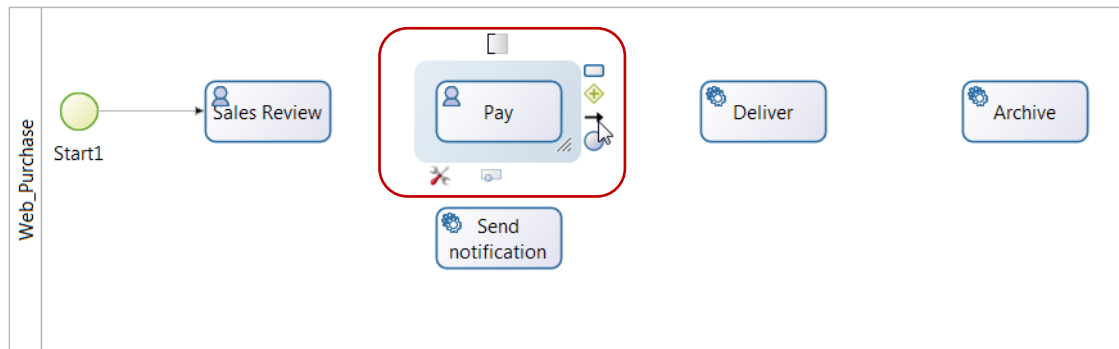 Web_Purchase
Start1
Sales Review
Pay
Send
notification
Deliver
Archive